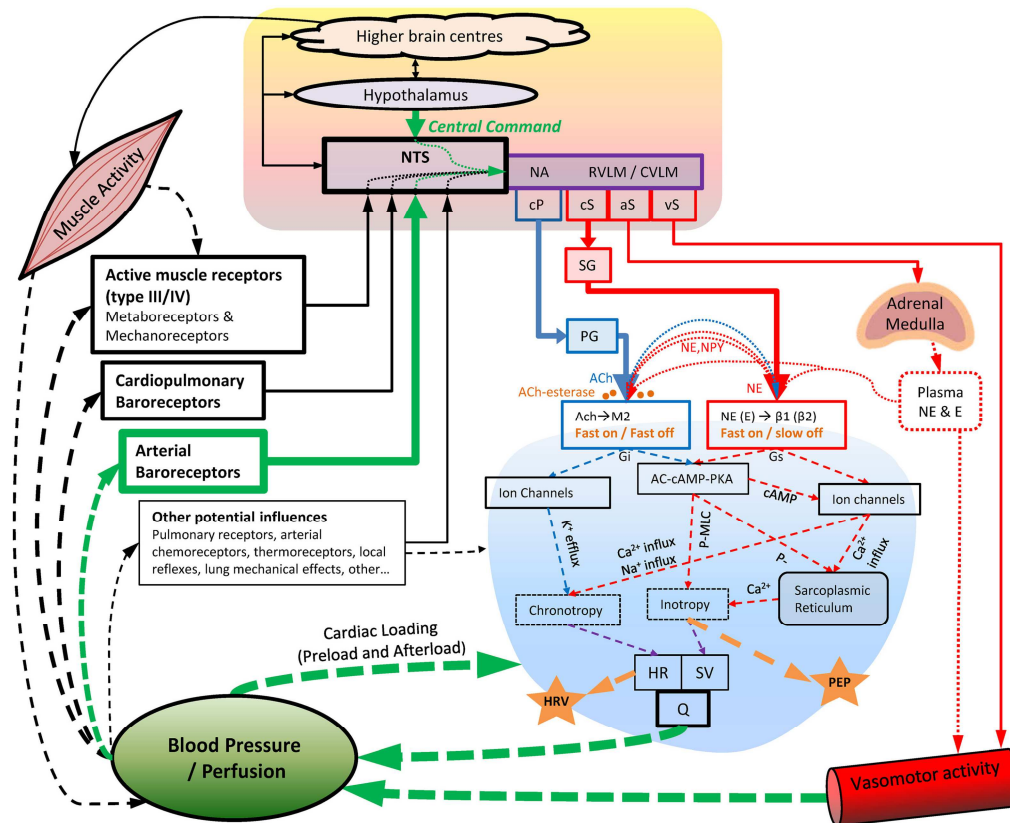 Higher brain centres
Hypothalamus
Central Command
NTS
NA
RVLM / CVLM
cP
cS
aS
vS
Muscle Activity
SG
Active muscle receptors
(type III/IV)
Metaboreceptors &
Mechanoreceptors
Adrenal
Medulla
PG
NE,NPY
Cardiopulmonary
Baroreceptors
ACh
ACh-esterase
NE
Plasma
NE & E
Ach→M2
Fast on / Fast off
NE (E) → β1 (β2)
Fast on / slow off
Arterial
Baroreceptors
Gi
Gs
Ion Channels
AC-cAMP-PKA
cAMP
Ion channels
Other potential influences
Pulmonary receptors, arterial
chemoreceptors, thermoreceptors, local
reflexes, lung mechanical effects, other...
K⁺ efflux
P-MLC
Ca²⁺ influx
Na⁺ influx
P-
Ca²⁺
influx
Chronotropy
Inotropy
Ca²⁺
Sarcoplasmic
Reticulum
Cardiac Loading
(Preload and Afterload)
HR
SV
HRV
PEP
Q
Blood Pressure
/ Perfusion
Vasomotor activity